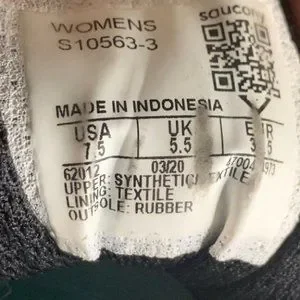 WOMENS saucony
S10563-3
MADE IN INDONESIA
USA UK
7.5 5.5
62012 03/20
UPPER: SYNTHETIC TEXTILE
LINING: TEXTILE
OUTSOLE: RUBBER